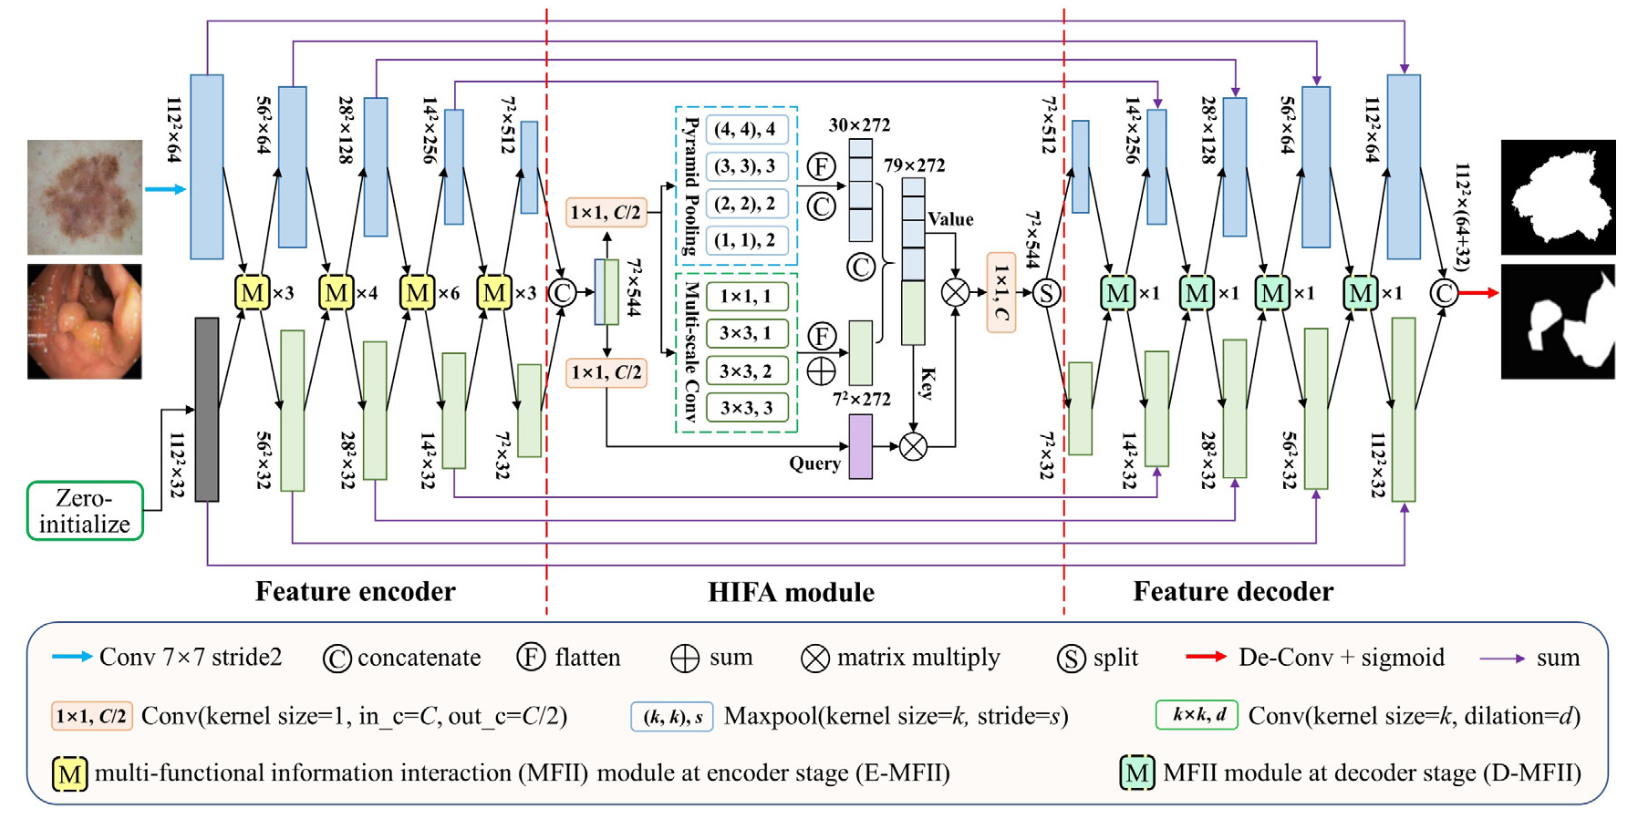 112²×64
56²×64
28²×128
14²×256
7²×512
M ×3
M ×4
M ×6
M ×3
C
112²×32
56²×32
28²×32
14²×32
7²×32
Zero-
initialize
1×1, C/2
7²×544
1×1, C/2
Pyramid Pooling
(4, 4), 4
(3, 3), 3
(2, 2), 2
(1, 1), 2
Multi-scale Conv
1×1, 1
3×3, 1
3×3, 2
3×3, 3
F
C
30×272
79×272
C
F
7²×272
Value
Key
Query
1×1, C
7²×544
S
7²×512
14²×256
28²×128
56²×64
112²×64
M ×1
M ×1
M ×1
M ×1
C
112²×(64+32)
7²×32
14²×32
28²×32
56²×32
112²×32
Feature encoder
HIFA module
Feature decoder
Conv 7×7 stride2 C concatenate F flatten sum matrix multiply S split De-Conv + sigmoid sum
1×1, C/2 Conv(kernel size=1, in_c=C, out_c=C/2) (k, k), s Maxpool(kernel size=k, stride=s) k×k, d Conv(kernel size=k, dilation=d)
M multi-functional information interaction (MFII) module at encoder stage (E-MFII) M MFII module at decoder stage (D-MFII)